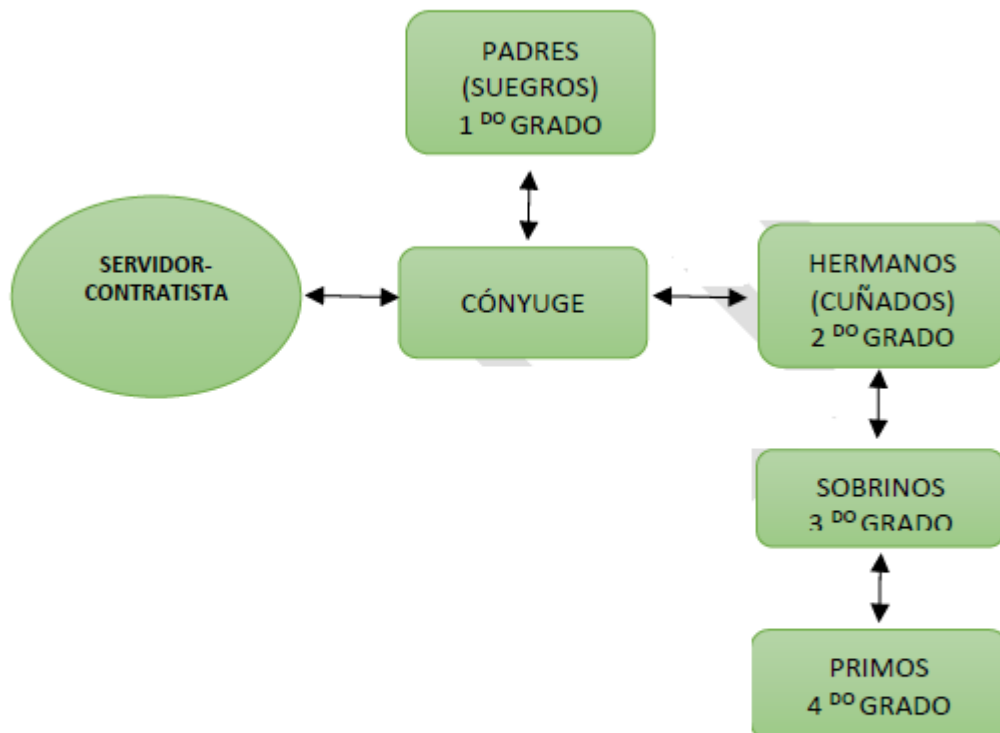 PADRES
(SUEGROS)
1 DO GRADO
SERVIDOR-
CONTRATISTA
CÓNYUGE
HERMANOS
(CUÑADOS)
2 DO GRADO
SOBRINOS
3 DO GRADO
PRIMOS
4 DO GRADO